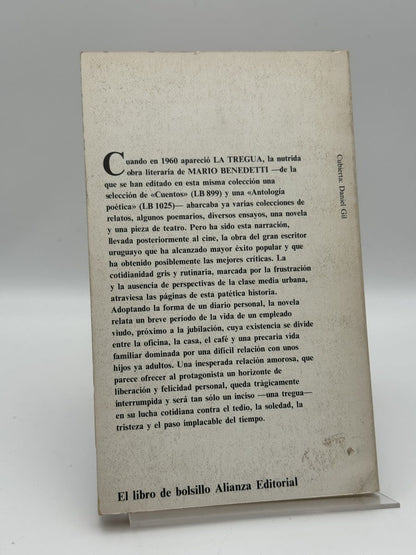 Cuando en 1960 apareció LA TREGUA, la nutrida
obra literaria de MARIO BENEDETTI —de la
que se han editado en esta misma colección una
selección de «Cuentos» (LB 899) y una «Antología
poética» (LB 1025)— abarcaba ya varias colecciones de
relatos, algunos poemarios, diversos ensayos, una novela
y una pieza de teatro. Pero ha sido esta narración,
llevada posteriormente al cine, la obra del gran escritor
uruguayo que ha alcanzado mayor éxito popular y que
ha obtenido posiblemente las mejores críticas. La
cotidianidad gris y rutinaria, marcada por la frustración
y la ausencia de perspectivas de la clase media urbana,
atraviesa las páginas de esta patética historia.
Adoptando la forma de un diario personal, la novela
relata un breve período de la vida de un empleado
viudo, próximo a la jubilación, cuya existencia se divide
entre la oficina, la casa, el café y una precaria vida
familiar dominada por una difícil relación con unos
hijos ya adultos. Una inesperada relación amorosa, que
parece ofrecer al protagonista un horizonte de
liberación y felicidad personal, queda trágicamente
interrumpida y será tan sólo un inciso —una tregua—
en su lucha cotidiana contra el tedio, la soledad, la
tristeza y el paso implacable del tiempo.
El libro de bolsillo Alianza Editorial
Cubierta: Daniel Gil